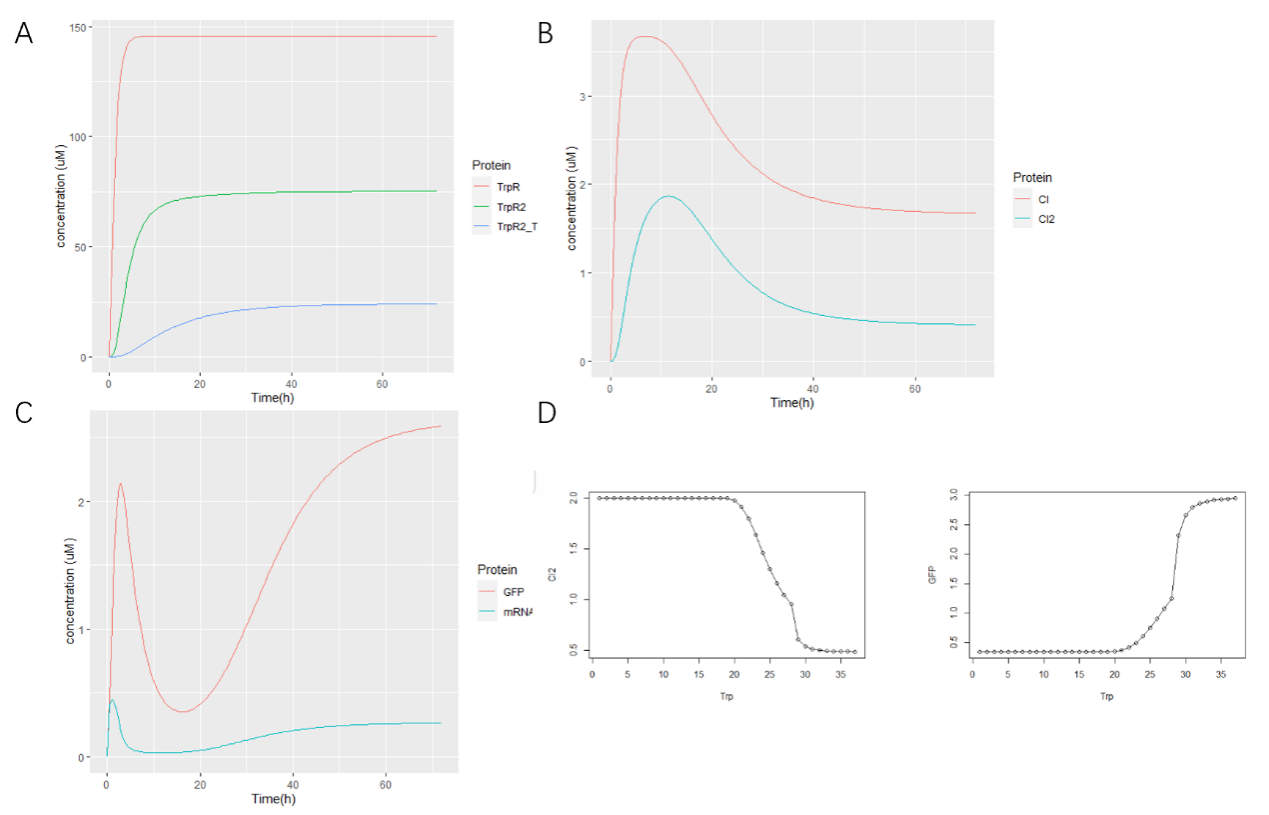 A
150
100
50
0
concentration (uM)
0 20 40 60
Time(h)
Protein
TrpR
TrpR2
TrpR2_T
B
3
2
1
0
concentration (uM)
0 20 40 60
Time(h)
Protein
CI
CI2
C
2
1
0
concentration (uM)
0 20 40 60
Time(h)
Protein
GFP
mRNA
D
2.0
1.5
1.0
0.5
CI2
0 5 10 15 20 25 30 35
Trp
3.0
2.5
2.0
1.5
1.0
0.5
GFP
0 5 10 15 20 25 30 35
Trp